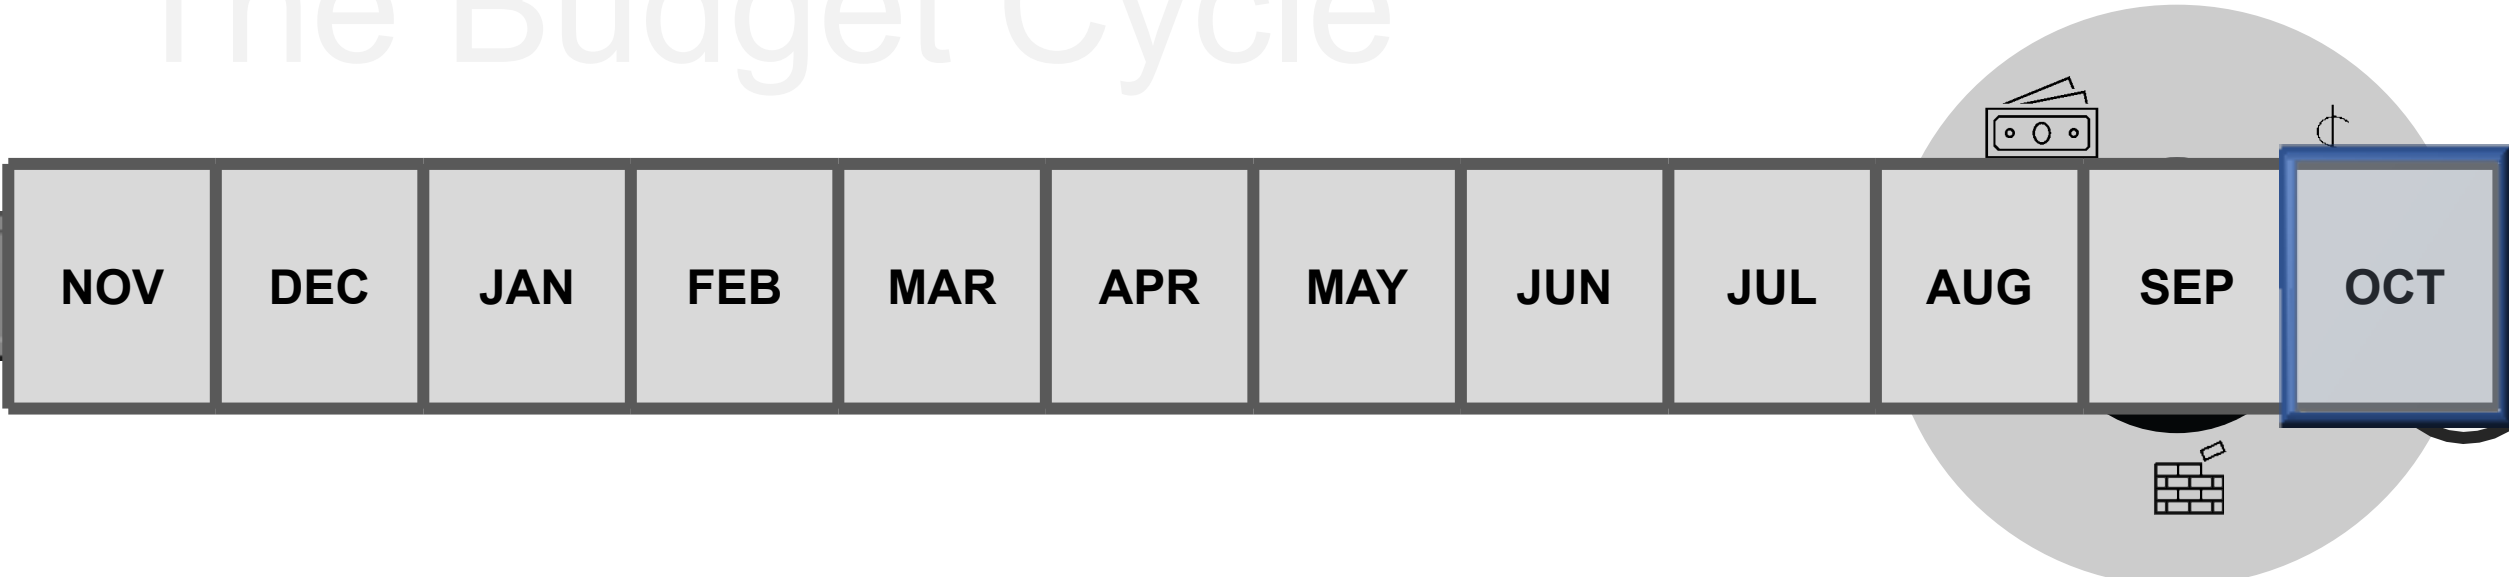 The Budget Cycle
NOV DEC JAN FEB MAR APR MAY JUN JUL AUG SEP OCT